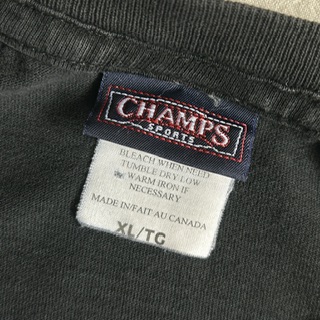 CHAMPS
SPORTS
BLEACH WHEN NEED
TUMBLE DRY LOW
WARM IRON IF
NECESSARY
MADE IN/FAIT AU CANADA
XL/TG